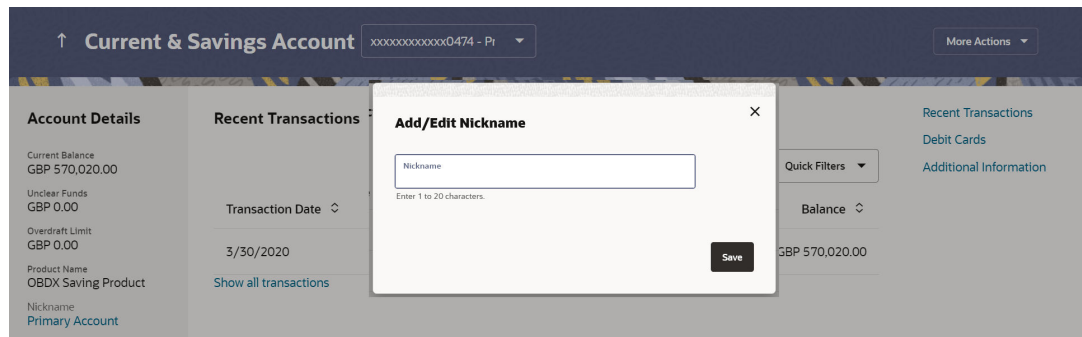 ↑ Current & Savings Account xxxxxxxxxxxx0474 - Pr
More Actions
Account Details
Current Balance
GBP 570,020.00
Unclear Funds
GBP 0.00
Overdraft Limit
GBP 0.00
Product Name
OBDX Saving Product
Nickname
Primary Account
Recent Transactions
Quick Filters
Transaction Date
Balance
3/30/2020
GBP 570,020.00
Show all transactions
Add/Edit Nickname
Nickname
Enter 1 to 20 characters.
Save
Recent Transactions
Debit Cards
Additional Information